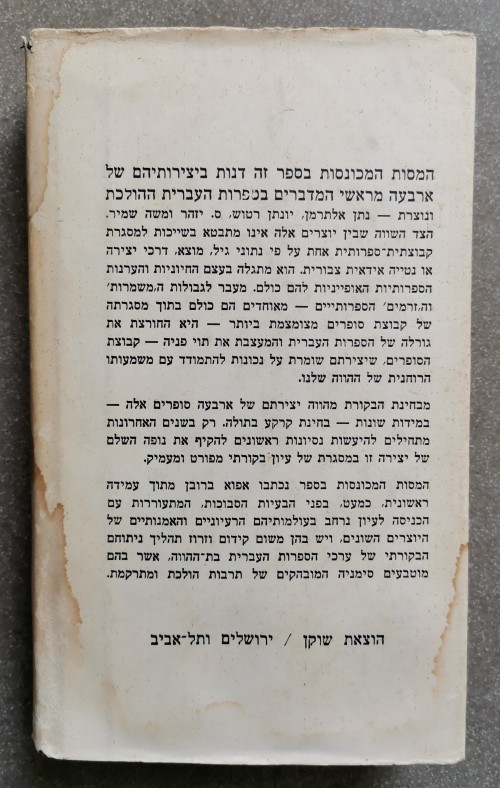 המסות המכונסות בספר זה דנות ביצירותיהם של
ארבעה מראשי המדברים בספרות העברית ההולכת
ונוצרת — נתן אלתרמן, יונתן רטוש, ס. יזהר ומשה שמיר.
הצד השווה שבין יוצרים אלה אינו מתבטא בשייכות למסגרת
קבוצתית־ספרותית אחת על פי נתוני גיל, מוצא, דרכי יצירה
או נטייה אידאית צבורית. הוא מתגלה בעצם החיוניות והערנות
הספרותיות האופייניות להם כולם. מעבר לגבולות ה׳משמרות׳
וה׳זרמים׳ הספרותייים — מאוחדים הם כולם בתוך מסגרתה
של קבוצת סופרים מצומצמת ביותר — היא החורצת את
גורלה של הספרות העברית והמעצבת את תוי פניה — קבוצת
הסופרים, שיצירתם שומרת על נכונות להתמודד עם משמעותו
הרוחנית של ההווה שלנו.
מבחינת הבקורת מהווה יצירתם של ארבעה סופרים אלה —
במידות שונות — בחינת קרקע בתולה. רק בשנים האחרונות
מתחילים להיעשות נסיונות ראשונים להקיף את נופה השלם
של יצירה זו במסגרת של עיון בקורתי מפורט ומעמיק.
המסות המכונסות בספר נכתבו אפוא ברובן מתוך עמידה
ראשונית, כמעט, בפני הבעיות הסבוכות, המתעוררות עם
הכניסה לעיון נרחב בעולמותיהם הרעיוניים והאמנותיים של
היוצרים השונים, ויש בהן משום קידום וזרוז תהליך ניתוחם
הבקורתי של ערכי הספרות העברית בת־ההווה, אשר בהם
מוטבעים סימניה המובהקים של תרבות הולכת ומתרקמת.
הוצאת שוקן / ירושלים ותל־אביב